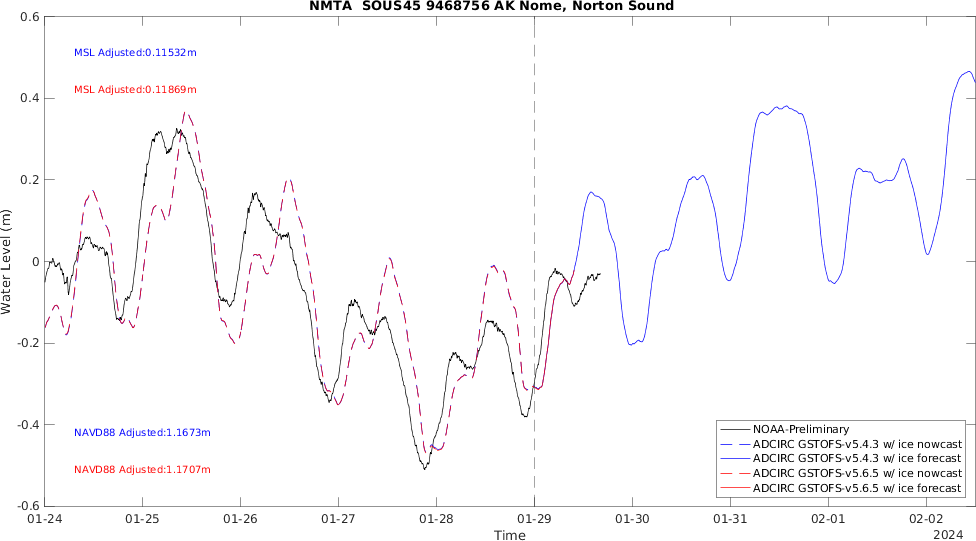 NMTA  SOUS45 9468756 AK Nome, Norton Sound
0.6
0.4
0.2
0
-0.2
-0.4
-0.6
Water Level (m)
MSL Adjusted:0.11532m
MSL Adjusted:0.11869m
NAVD88 Adjusted:1.1673m
NAVD88 Adjusted:1.1707m
NOAA-Preliminary
ADCIRC GSTOFS-v5.4.3 w/ ice nowcast
ADCIRC GSTOFS-v5.4.3 w/ ice forecast
ADCIRC GSTOFS-v5.6.5 w/ ice nowcast
ADCIRC GSTOFS-v5.6.5 w/ ice forecast
01-24 01-25 01-26 01-27 01-28 01-29 01-30 01-31 02-01 02-02
Time
2024